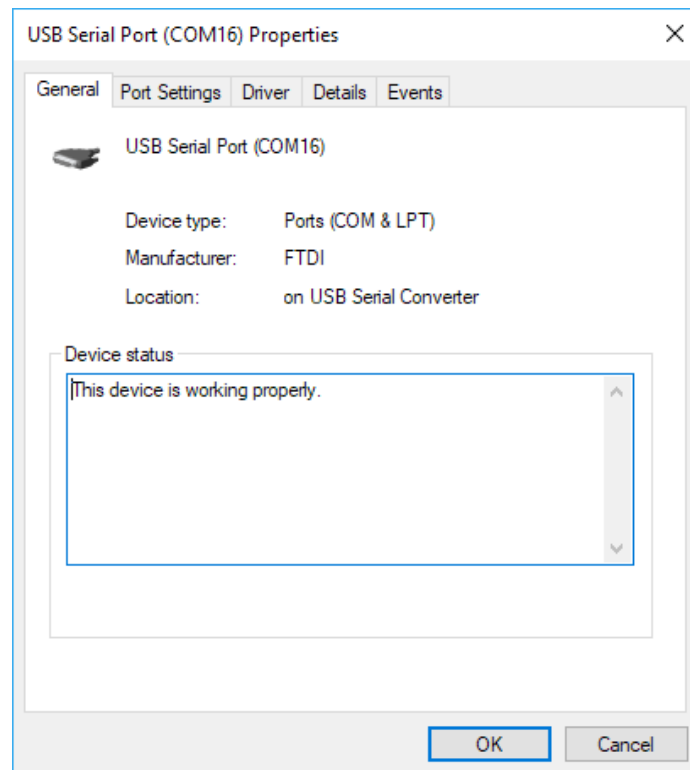 USB Serial Port (COM16) Properties
General Port Settings Driver Details Events
USB Serial Port (COM16)
Device type: Ports (COM & LPT)
Manufacturer: FTDI
Location: on USB Serial Converter
Device status
This device is working properly.
OK Cancel